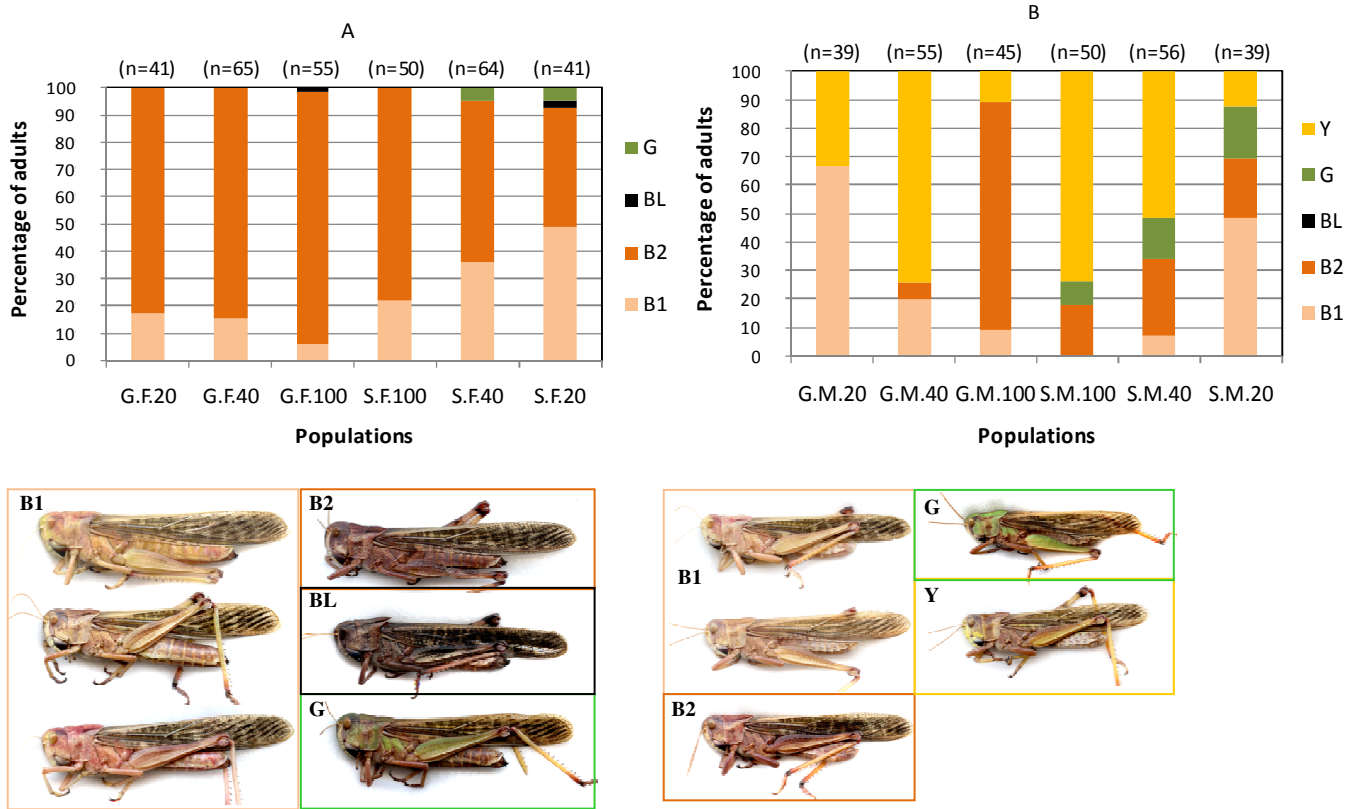 A
(n=41) (n=65) (n=55) (n=50) (n=64) (n=41)
100
90
80
70
60
50
40
30
20
10
0
Percentage of adults
G.F.20 G.F.40 G.F.100 S.F.100 S.F.40 S.F.20
Populations
G
BL
B2
B1
B
(n=39) (n=55) (n=45) (n=50) (n=56) (n=39)
100
90
80
70
60
50
40
30
20
10
0
Percentage of adults
G.M.20 G.M.40 G.M.100 S.M.100 S.M.40 S.M.20
Populations
Y
G
BL
B2
B1
B1
B2
BL
G
B1
G
Y
B2